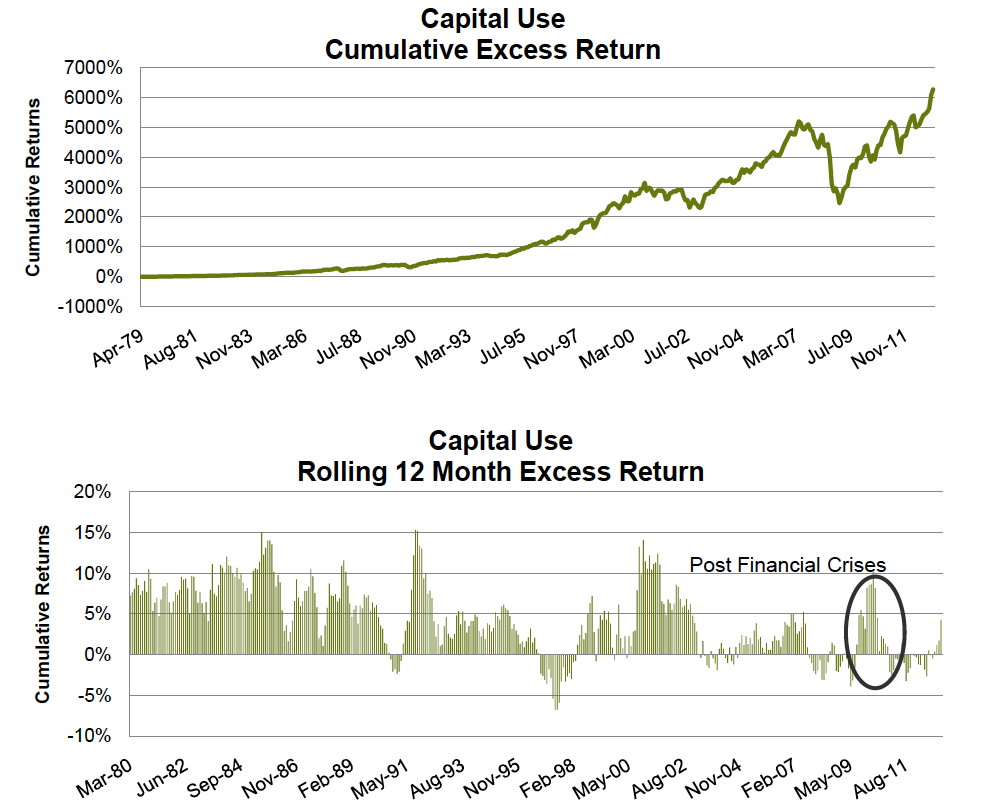 Capital Use
Cumulative Excess Return
Cumulative Returns
7000%
6000%
5000%
4000%
3000%
2000%
1000%
0%
-1000%
Apr-79
Aug-81
Nov-83
Mar-86
Jul-88
Nov-90
Mar-93
Jul-95
Nov-97
Mar-00
Jul-02
Nov-04
Mar-07
Jul-09
Nov-11
Capital Use
Rolling 12 Month Excess Return
Cumulative Returns
20%
15%
10%
5%
0%
-5%
-10%
Post Financial Crises
Mar-80
Jun-82
Sep-84
Nov-86
Feb-89
May-91
Aug-93
Nov-95
Feb-98
May-00
Aug-02
Nov-04
Feb-07
May-09
Aug-11